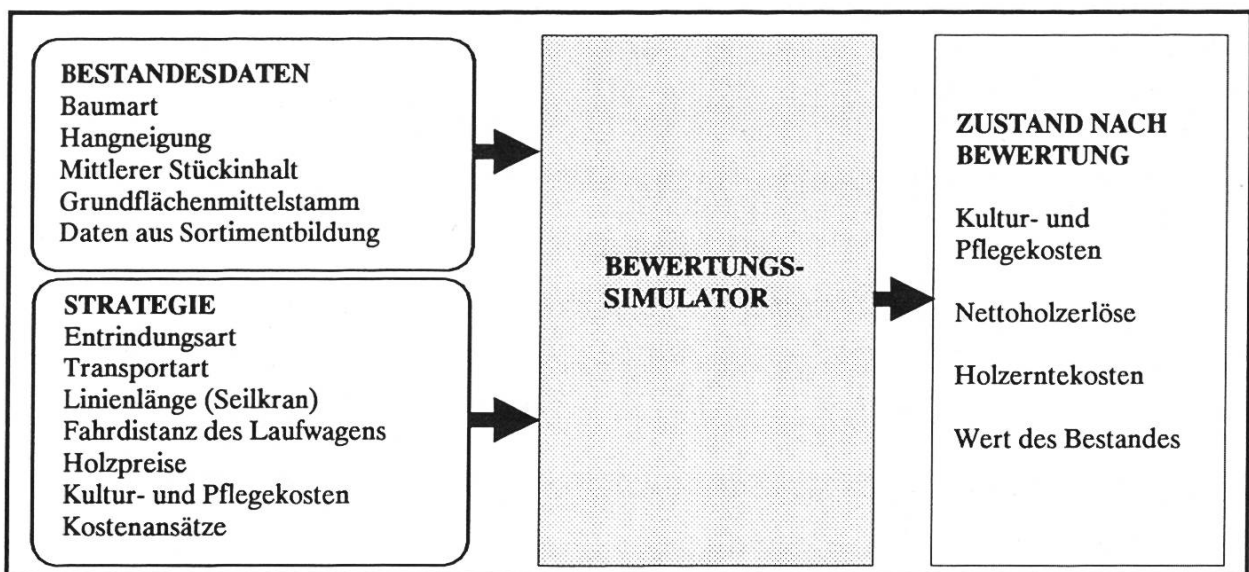 BESTANDESDATEN
Baumart
Hangneigung
Mittlerer Stückinhalt
Grundflächenmittelstamm
Daten aus Sortimentbildung
STRATEGIE
Entrindungsart
Transportart
Linienlänge (Seilkran)
Fahrdistanz des Laufwagens
Holzpreise
Kultur- und Pflegekosten
Kostenansätze
BEWERTUNGS-
SIMULATOR
ZUSTAND NACH
BEWERTUNG
Kultur- und
Pflegekosten
Nettoholzerlöse
Holzerntekosten
Wert des Bestandes